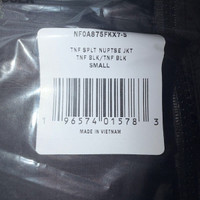 NF0A875FKX7-S
TNF SPLT NUPTSE JKT
TNF BLK/TNF BLK
SMALL
1 96574 01578 3
MADE IN VIETNAM